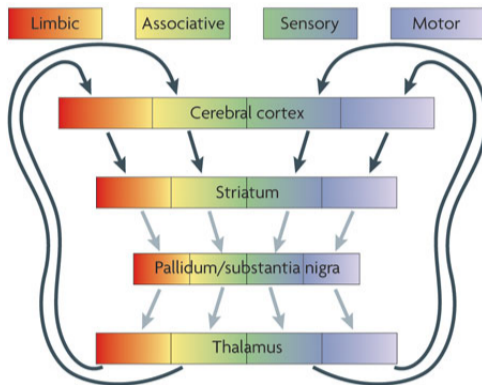 Limbic
Associative
Sensory
Motor
Cerebral cortex
Striatum
Pallidum/substantia nigra
Thalamus